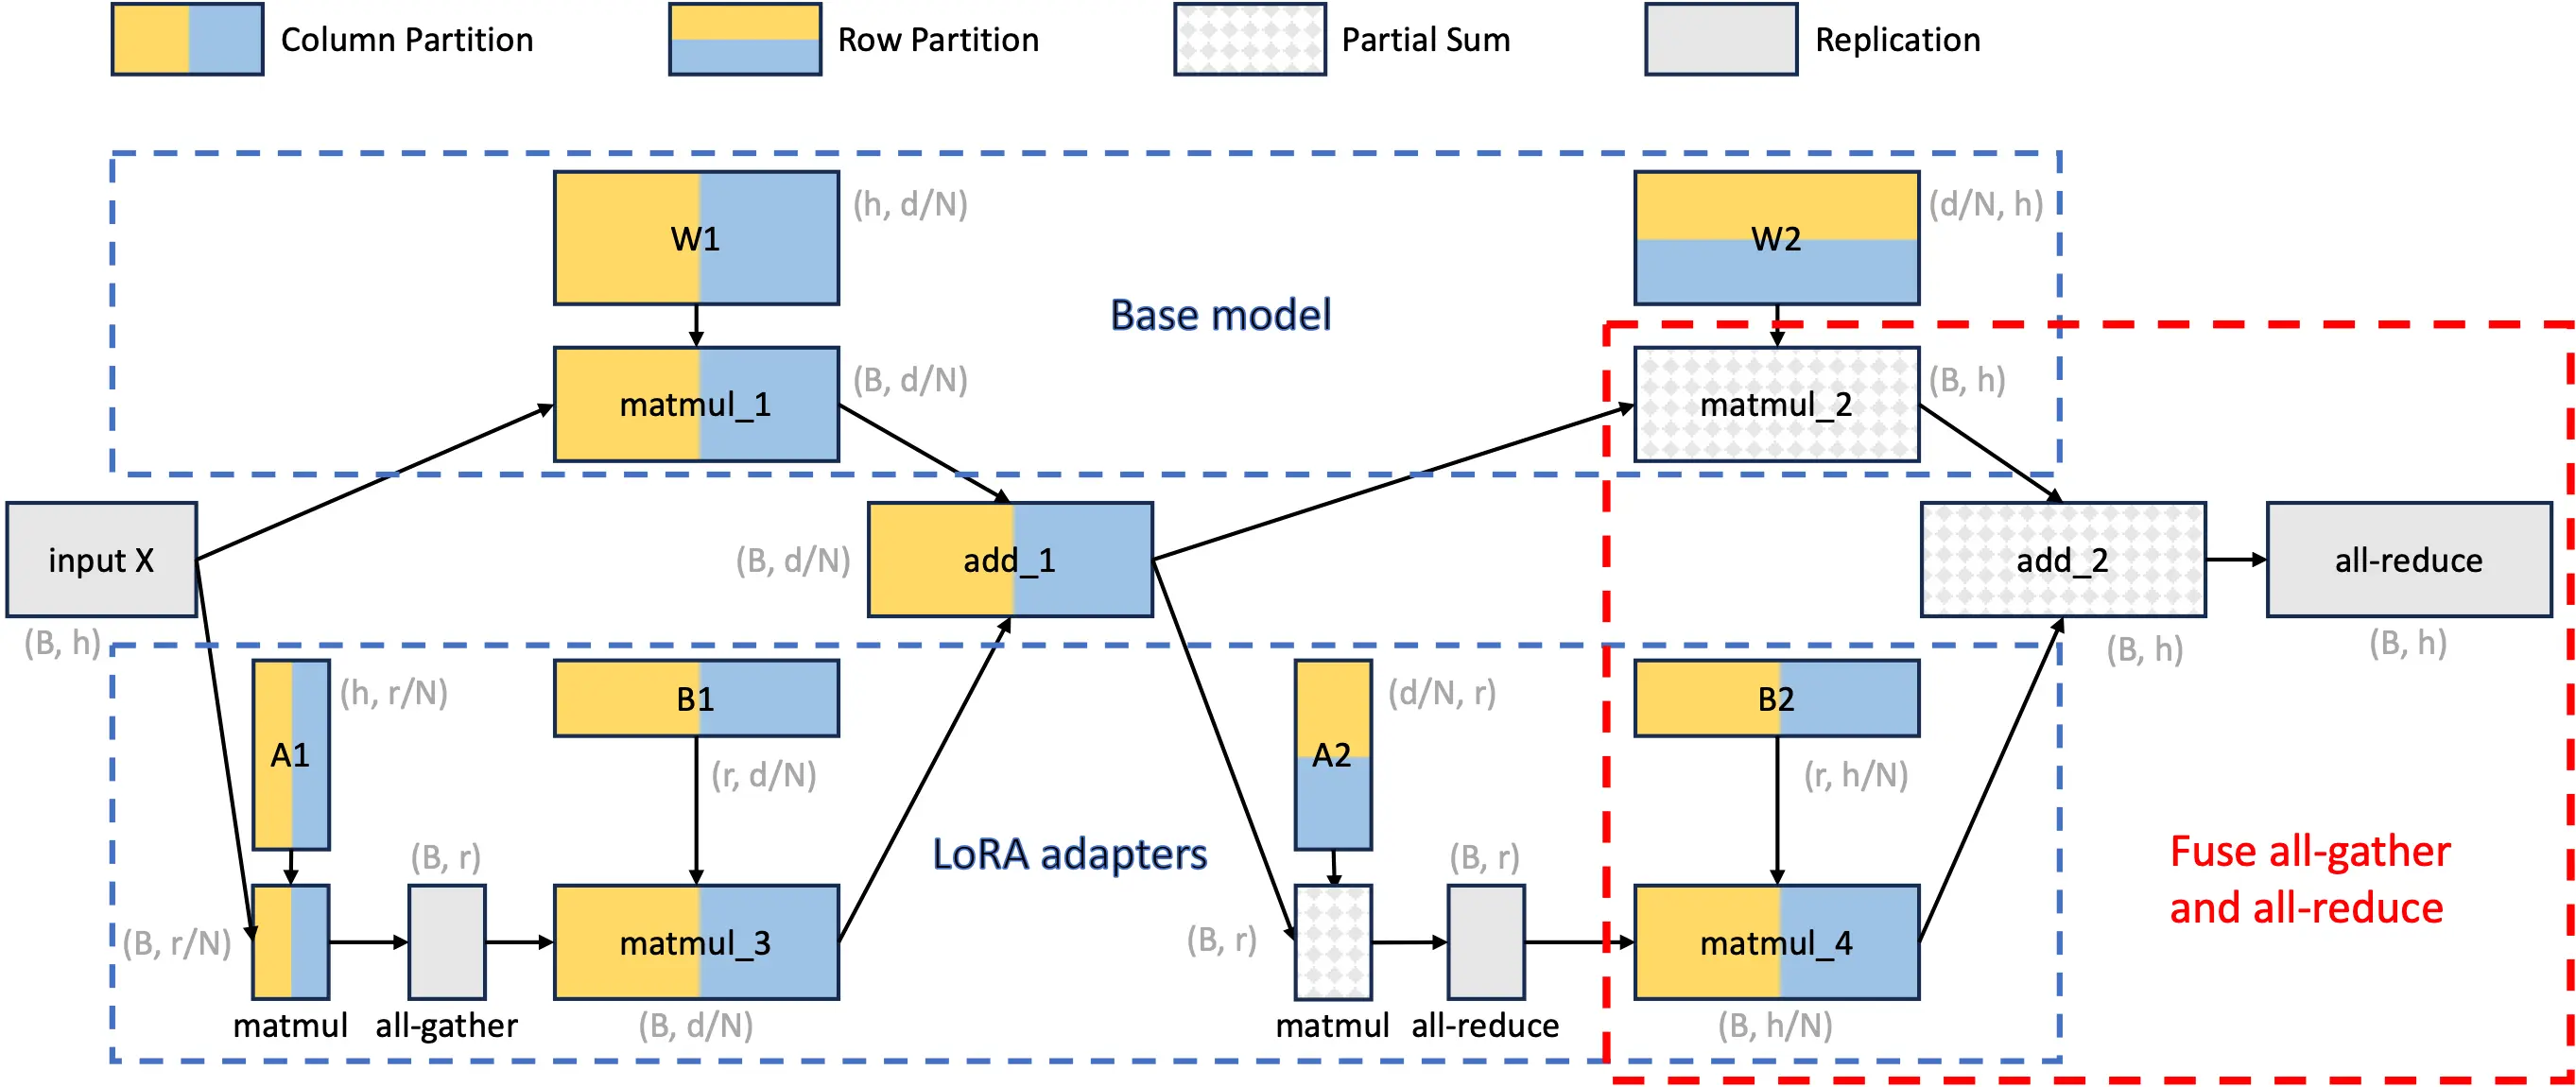 Column Partition
Row Partition
Partial Sum
Replication
W1
(h, d/N)
W2
(d/N, h)
Base model
matmul_1
(B, d/N)
matmul_2
(B, h)
input X
(B, h)
(B, d/N)
add_1
add_2
(B, h)
all-reduce
(B, h)
A1
(h, r/N)
B1
(r, d/N)
A2
(d/N, r)
B2
(r, h/N)
LoRA adapters
Fuse all-gather
and all-reduce
(B, r/N)
(B, r)
matmul_3
(B, r)
(B, r)
matmul_4
matmul
all-gather
(B, d/N)
matmul
all-reduce
(B, h/N)